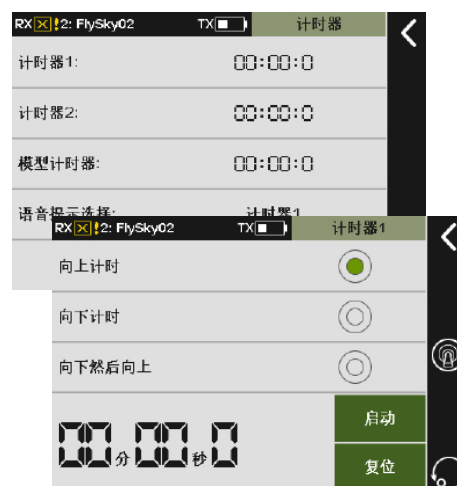 RX 2: FlySky02 TX 计时器
计时器1: 00:00:0
计时器2: 00:00:0
模型计时器: 00:00:0
语音提示选择: 计时器1
RX 2: FlySky02 TX 计时器1
向上计时
向下计时
向下然后向上
00分00秒0
启动
复位